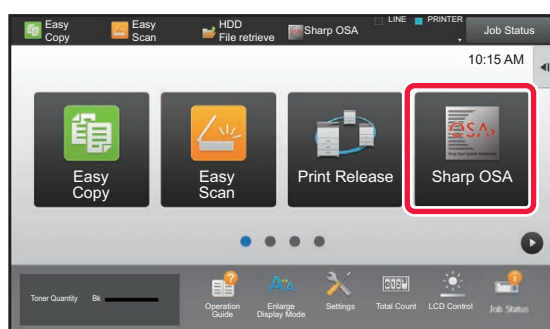 Easy
Copy
Easy
Scan
HDD
File retrieve
Sharp OSA
LINE
PRINTER
Job Status
10:15 AM
Easy
Copy
Easy
Scan
Print Release
OSA
Sharp OSA
Toner Quantity Bk
Operation
Guide
Enlarge
Display Mode
Settings
Total Count
LCD Control
Job Status